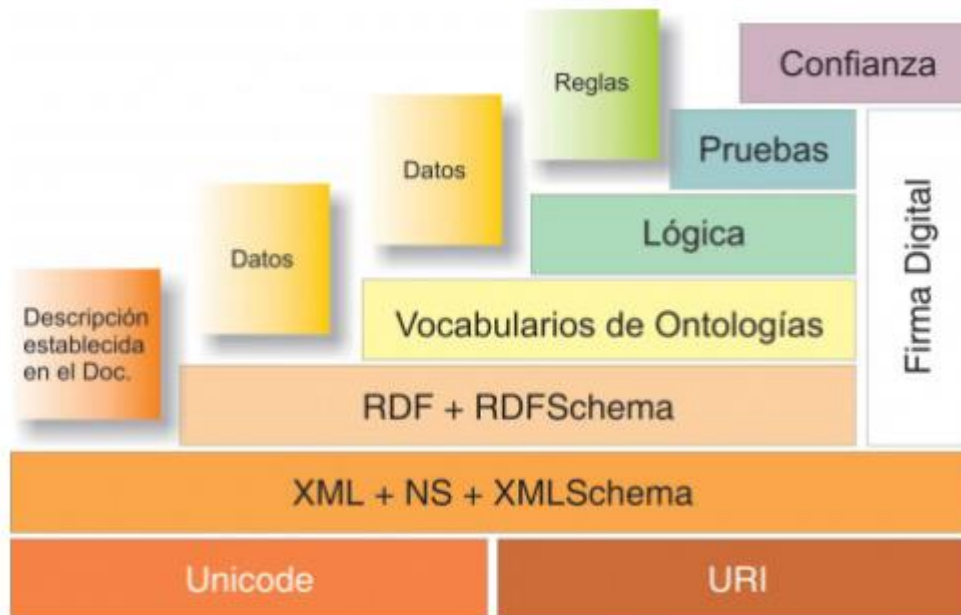 Reglas
Confianza
Datos
Pruebas
Datos
Lógica
Descripción
establecida
en el Doc.
Vocabularios de Ontologías
Firma Digital
RDF + RDFSchema
XML + NS + XMLSchema
Unicode
URI